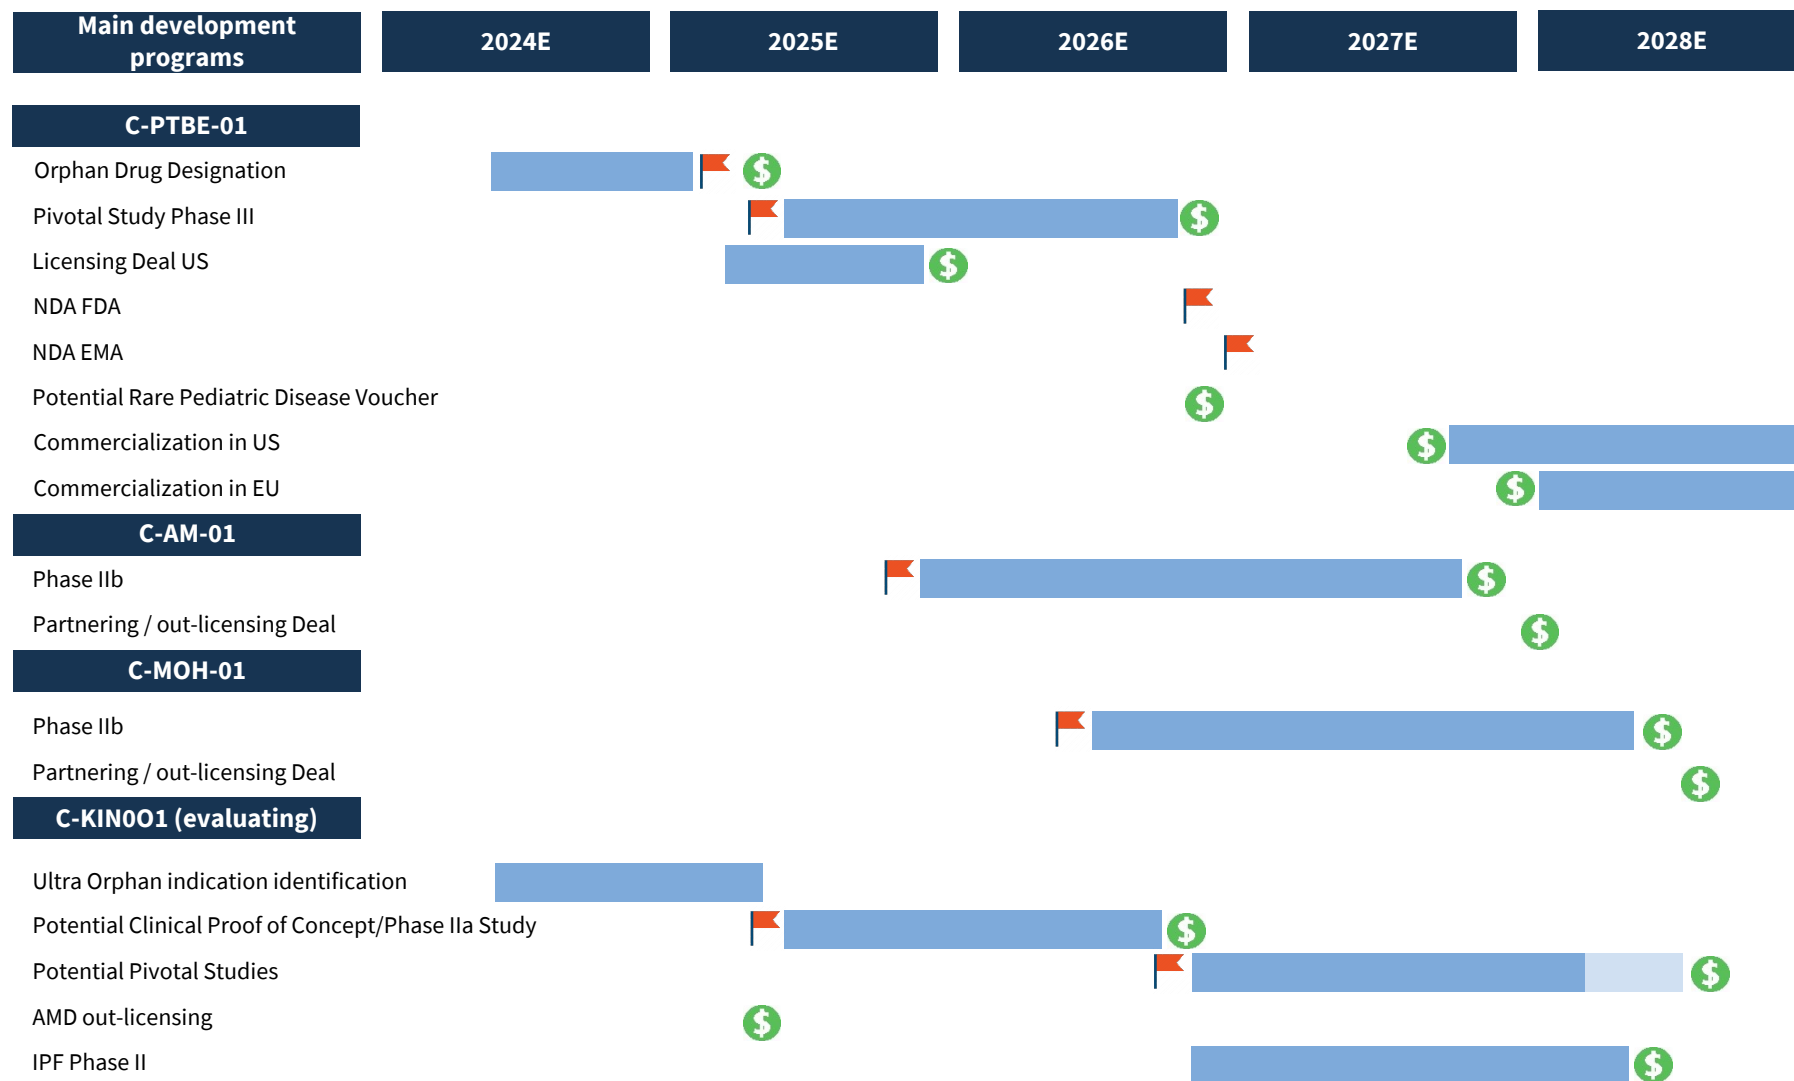 Main development
programs
2024E
2025E
2026E
2027E
2028E
C-PTBE-01
Orphan Drug Designation
$
Pivotal Study Phase III
$
Licensing Deal US
$
NDA FDA
NDA EMA
Potential Rare Pediatric Disease Voucher
$
Commercialization in US
$
Commercialization in EU
$
C-AM-01
Phase IIb
$
Partnering / out-licensing Deal
$
C-MOH-01
Phase IIb
$
Partnering / out-licensing Deal
$
C-KIN0O1 (evaluating)
Ultra Orphan indication identification
Potential Clinical Proof of Concept/Phase IIa Study
$
Potential Pivotal Studies
$
AMD out-licensing
$
IPF Phase II
$